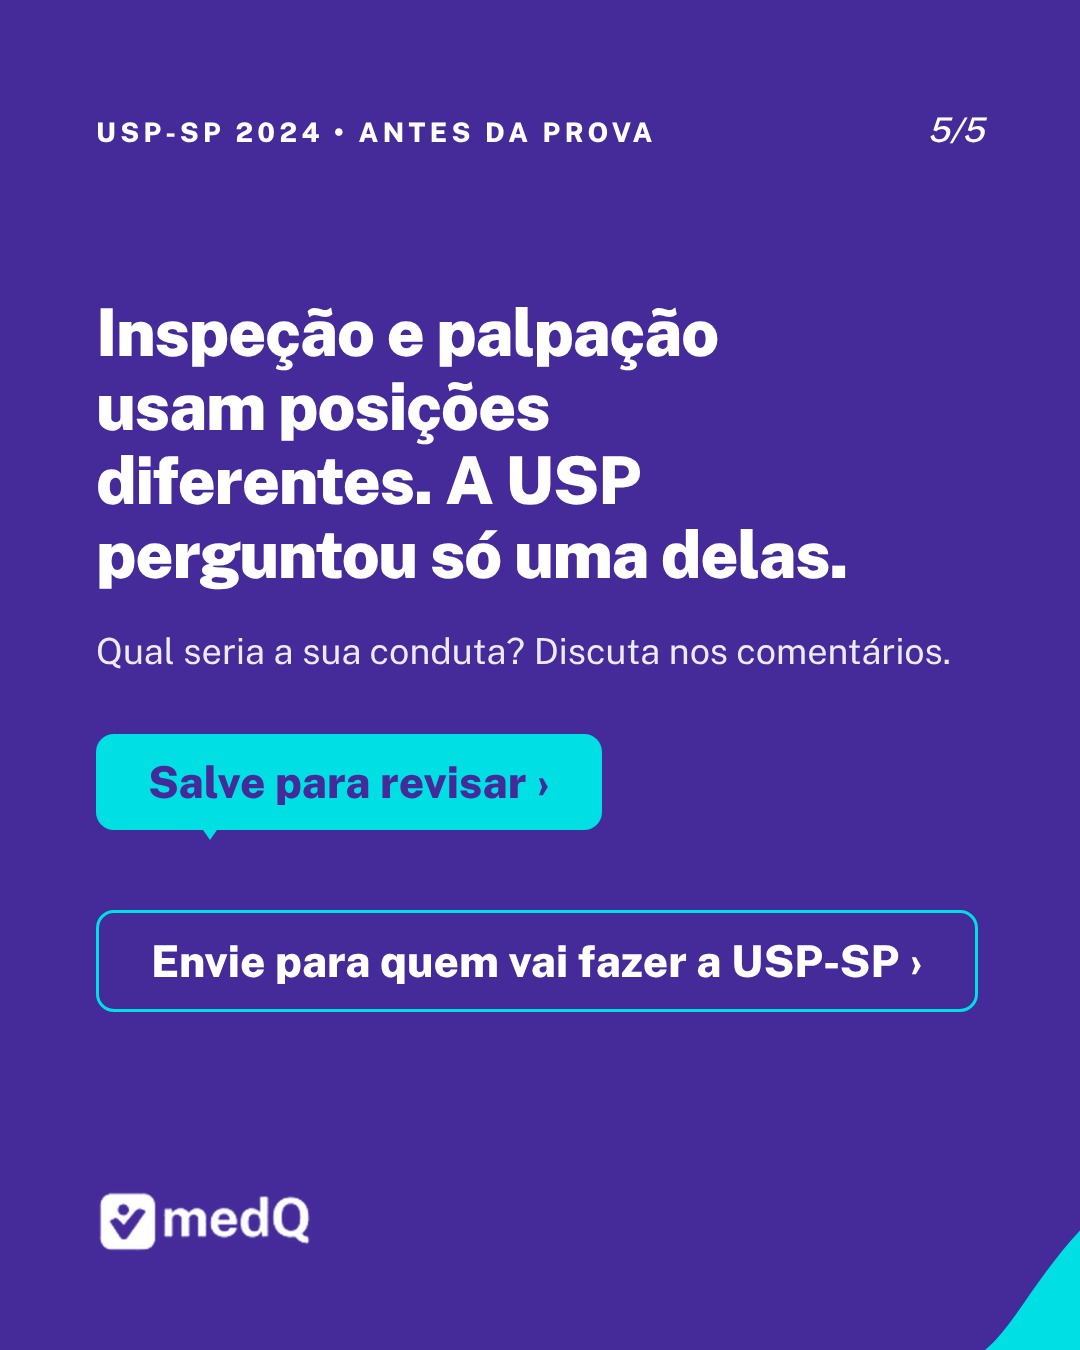 USP-SP 2024 • ANTES DA PROVA
5/5
Inspeção e palpação
usam posições
diferentes. A USP
perguntou só uma delas.
Qual seria a sua conduta? Discuta nos comentários.
Salve para revisar ›
Envie para quem vai fazer a USP-SP ›
medQ